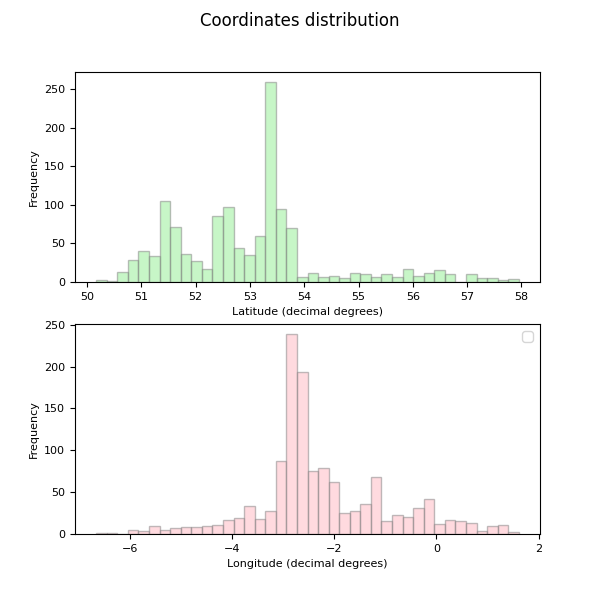 Coordinates distribution
250
200
150
100
50
0
Frequency
50 51 52 53 54 55 56 57 58
Latitude (decimal degrees)
250
200
150
100
50
0
Frequency
−6 −4 −2 0 2
Longitude (decimal degrees)